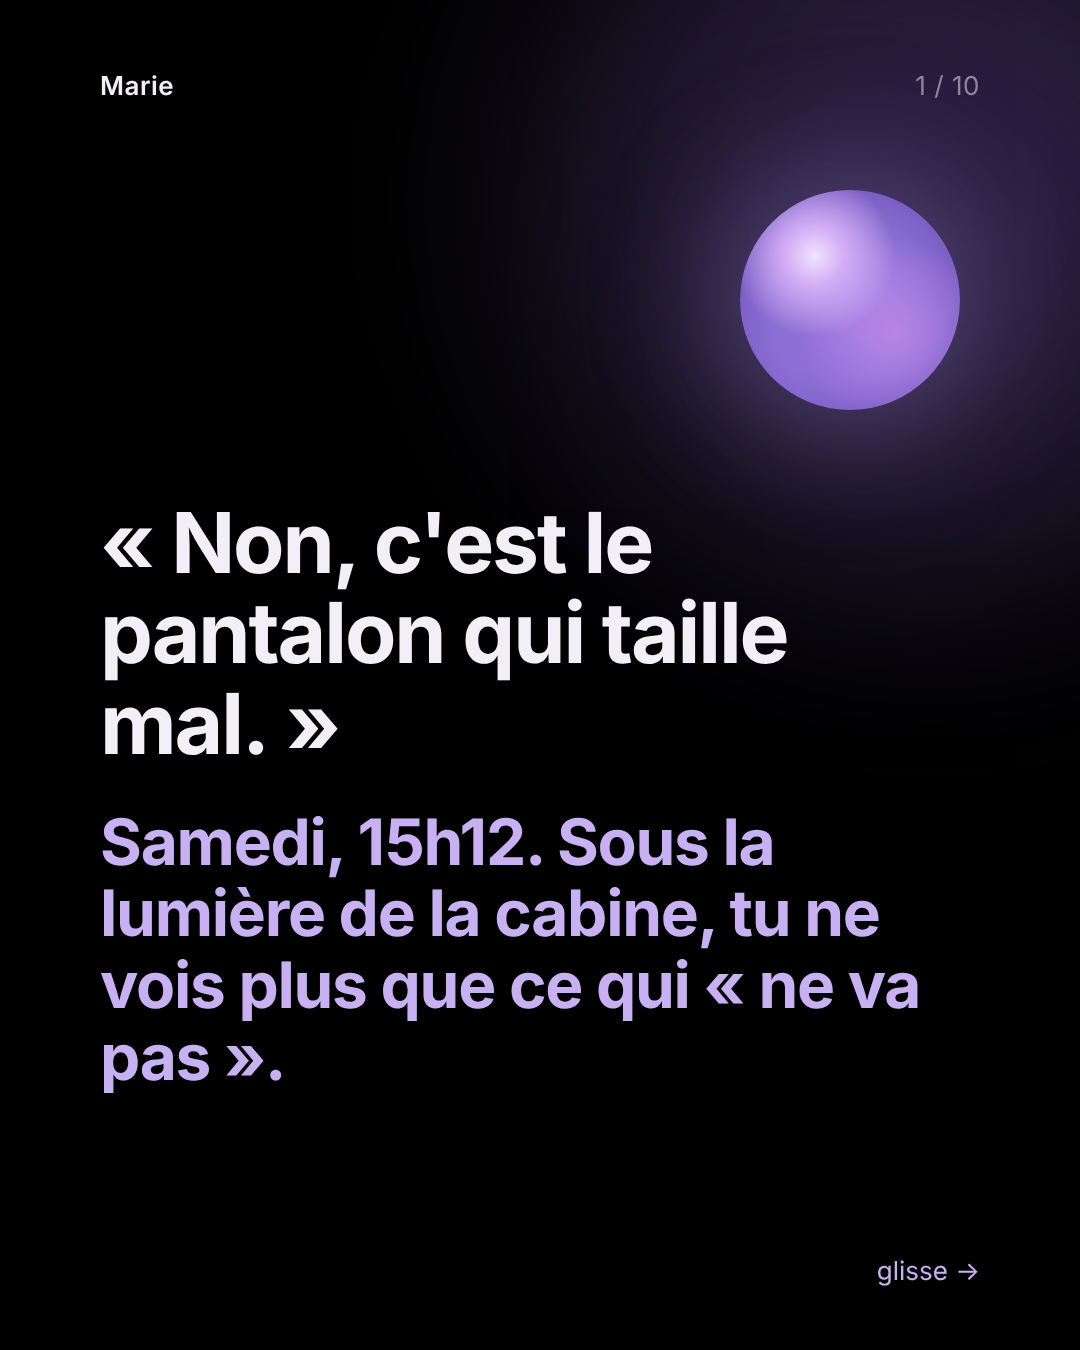 Marie
1 / 10
« Non, c'est le
pantalon qui taille
mal. »
Samedi, 15h12. Sous la
lumière de la cabine, tu ne
vois plus que ce qui « ne va
pas ».
glisse →